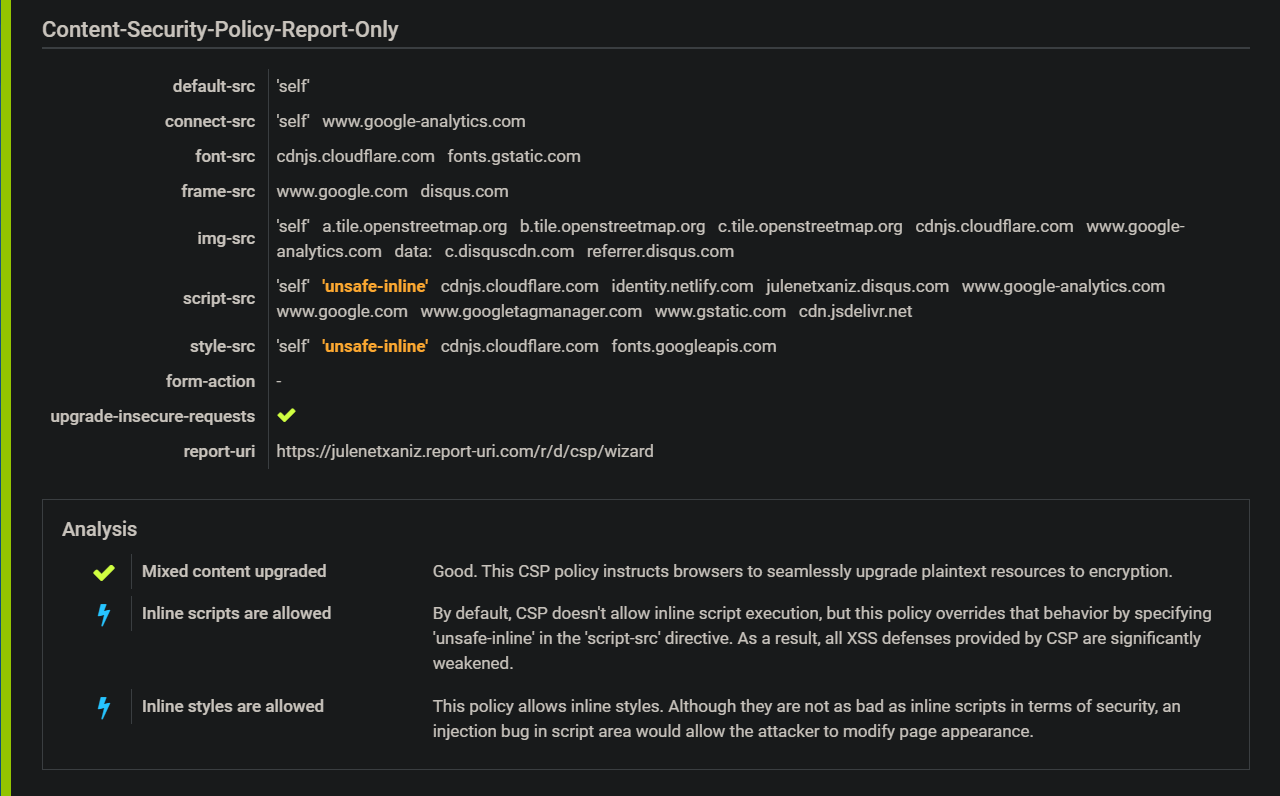 Content-Security-Policy-Report-Only
default-src 'self'
connect-src 'self' www.google-analytics.com
font-src cdnjs.cloudflare.com fonts.gstatic.com
frame-src www.google.com disqus.com
img-src 'self' a.tile.openstreetmap.org b.tile.openstreetmap.org c.tile.openstreetmap.org cdnjs.cloudflare.com www.google-
analytics.com data: c.disquscdn.com referrer.disqus.com
script-src 'self' 'unsafe-inline' cdnjs.cloudflare.com identity.netlify.com julenetxaniz.disqus.com www.google-analytics.com
www.google.com www.googletagmanager.com www.gstatic.com cdn.jsdelivr.net
style-src 'self' 'unsafe-inline' cdnjs.cloudflare.com fonts.googleapis.com
form-action -
upgrade-insecure-requests
report-uri https://julenetxaniz.report-uri.com/r/d/csp/wizard
Analysis
Mixed content upgraded Good. This CSP policy instructs browsers to seamlessly upgrade plaintext resources to encryption.
Inline scripts are allowed By default, CSP doesn't allow inline script execution, but this policy overrides that behavior by specifying
'unsafe-inline' in the 'script-src' directive. As a result, all XSS defenses provided by CSP are significantly
weakened.
Inline styles are allowed This policy allows inline styles. Although they are not as bad as inline scripts in terms of security, an
injection bug in script area would allow the attacker to modify page appearance.